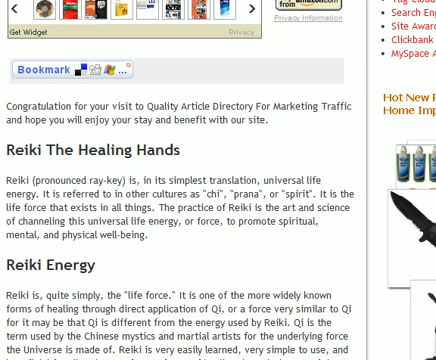 Tag Cloud
Search En
Site Awar
Clickbank
MySpace A
amazon.com
Get Widget
Privacy
Privacy Information
Bookmark
...
Hot New
Home Imp
Congratulation for your visit to Quality Article Directory For Marketing Traffic
and hope you will enjoy your stay and benefit with our site.
Reiki The Healing Hands
Reiki (pronounced ray-key) is, in its simplest translation, universal life
energy. It is referred to in other cultures as "chi", "prana", or "spirit". It is the
life force that exists in all things. The practice of Reiki is the art and science
of channeling this universal life energy, or force, to promote spiritual,
mental, and physical well-being.
Reiki Energy
Reiki is, quite simply, the "life force." It is one of the more widely known
forms of healing through direct application of Qi, or a force very similar to Qi
for it may be that Qi is different from the energy used by Reiki. Qi is the
term used by the Chinese mystics and martial artists for the underlying force
the Universe is made of. Reiki is very easily learned, very simple to use, and